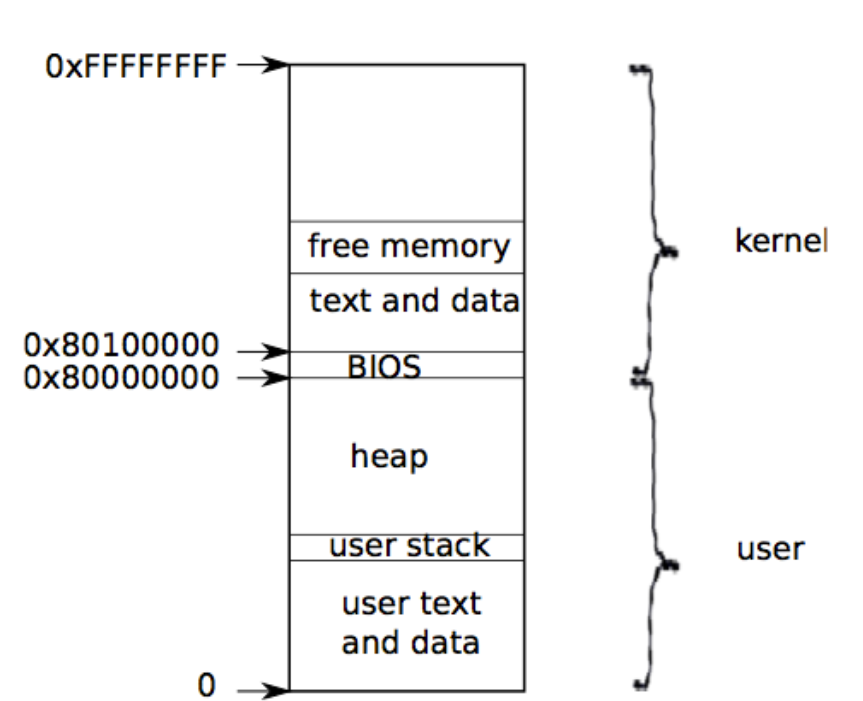 0xFFFFFFFF
free memory
kernel
text and data
0x80100000
BIOS
0x80000000
heap
user stack
user
user text
and data
0